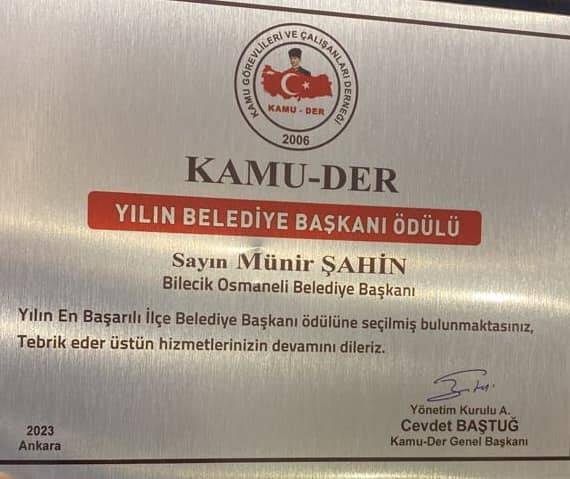 KAMU GÖREVLİLERİ VE ÇALIŞANLARI DERNEĞİ
KAMU - DER
2006
KAMU-DER
YILIN BELEDİYE BAŞKANI ÖDÜLÜ
Sayın Münir ŞAHİN
Bilecik Osmaneli Belediye Başkanı
Yılın En Başarılı İlçe Belediye Başkanı ödülüne seçilmiş bulunmaktasınız,
Tebrik eder üstün hizmetlerinizin devamını dileriz.
Yönetim Kurulu A.
Cevdet BAŞTUĞ
Kamu-Der Genel Başkanı
2023
Ankara